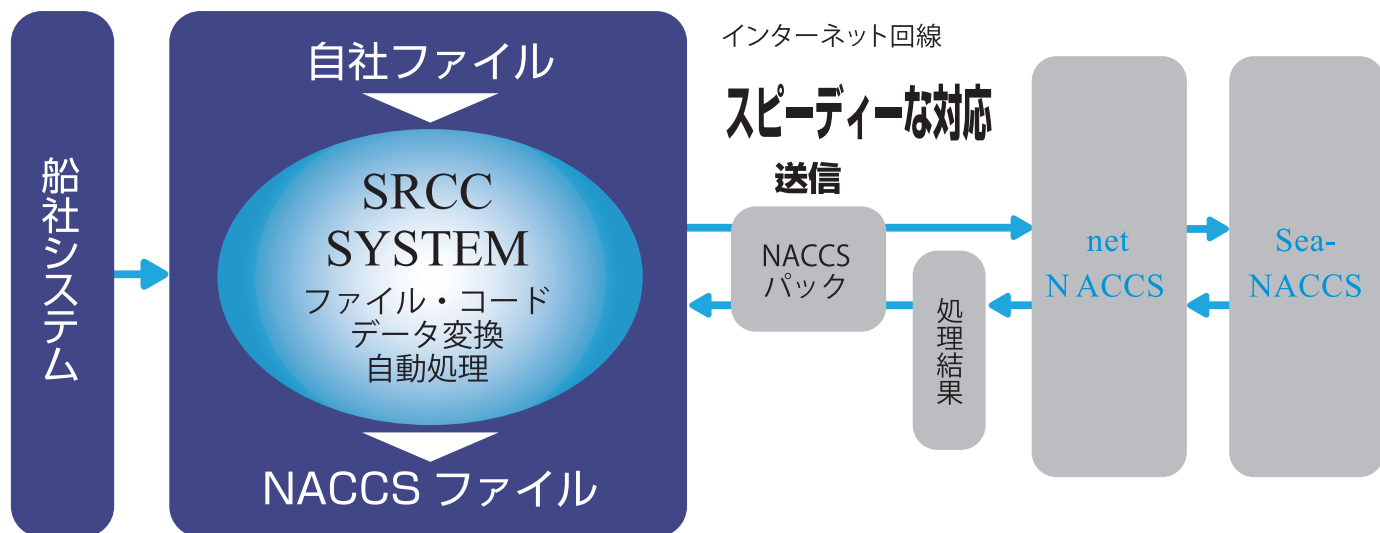 船社システム
自社ファイル
SRCC
SYSTEM
ファイル・コード
データ変換
自動処理
NACCS ファイル
インターネット回線
スピーディーな対応
送信
NACCS
パック
処理結果
net
NACCS
Sea-
NACCS